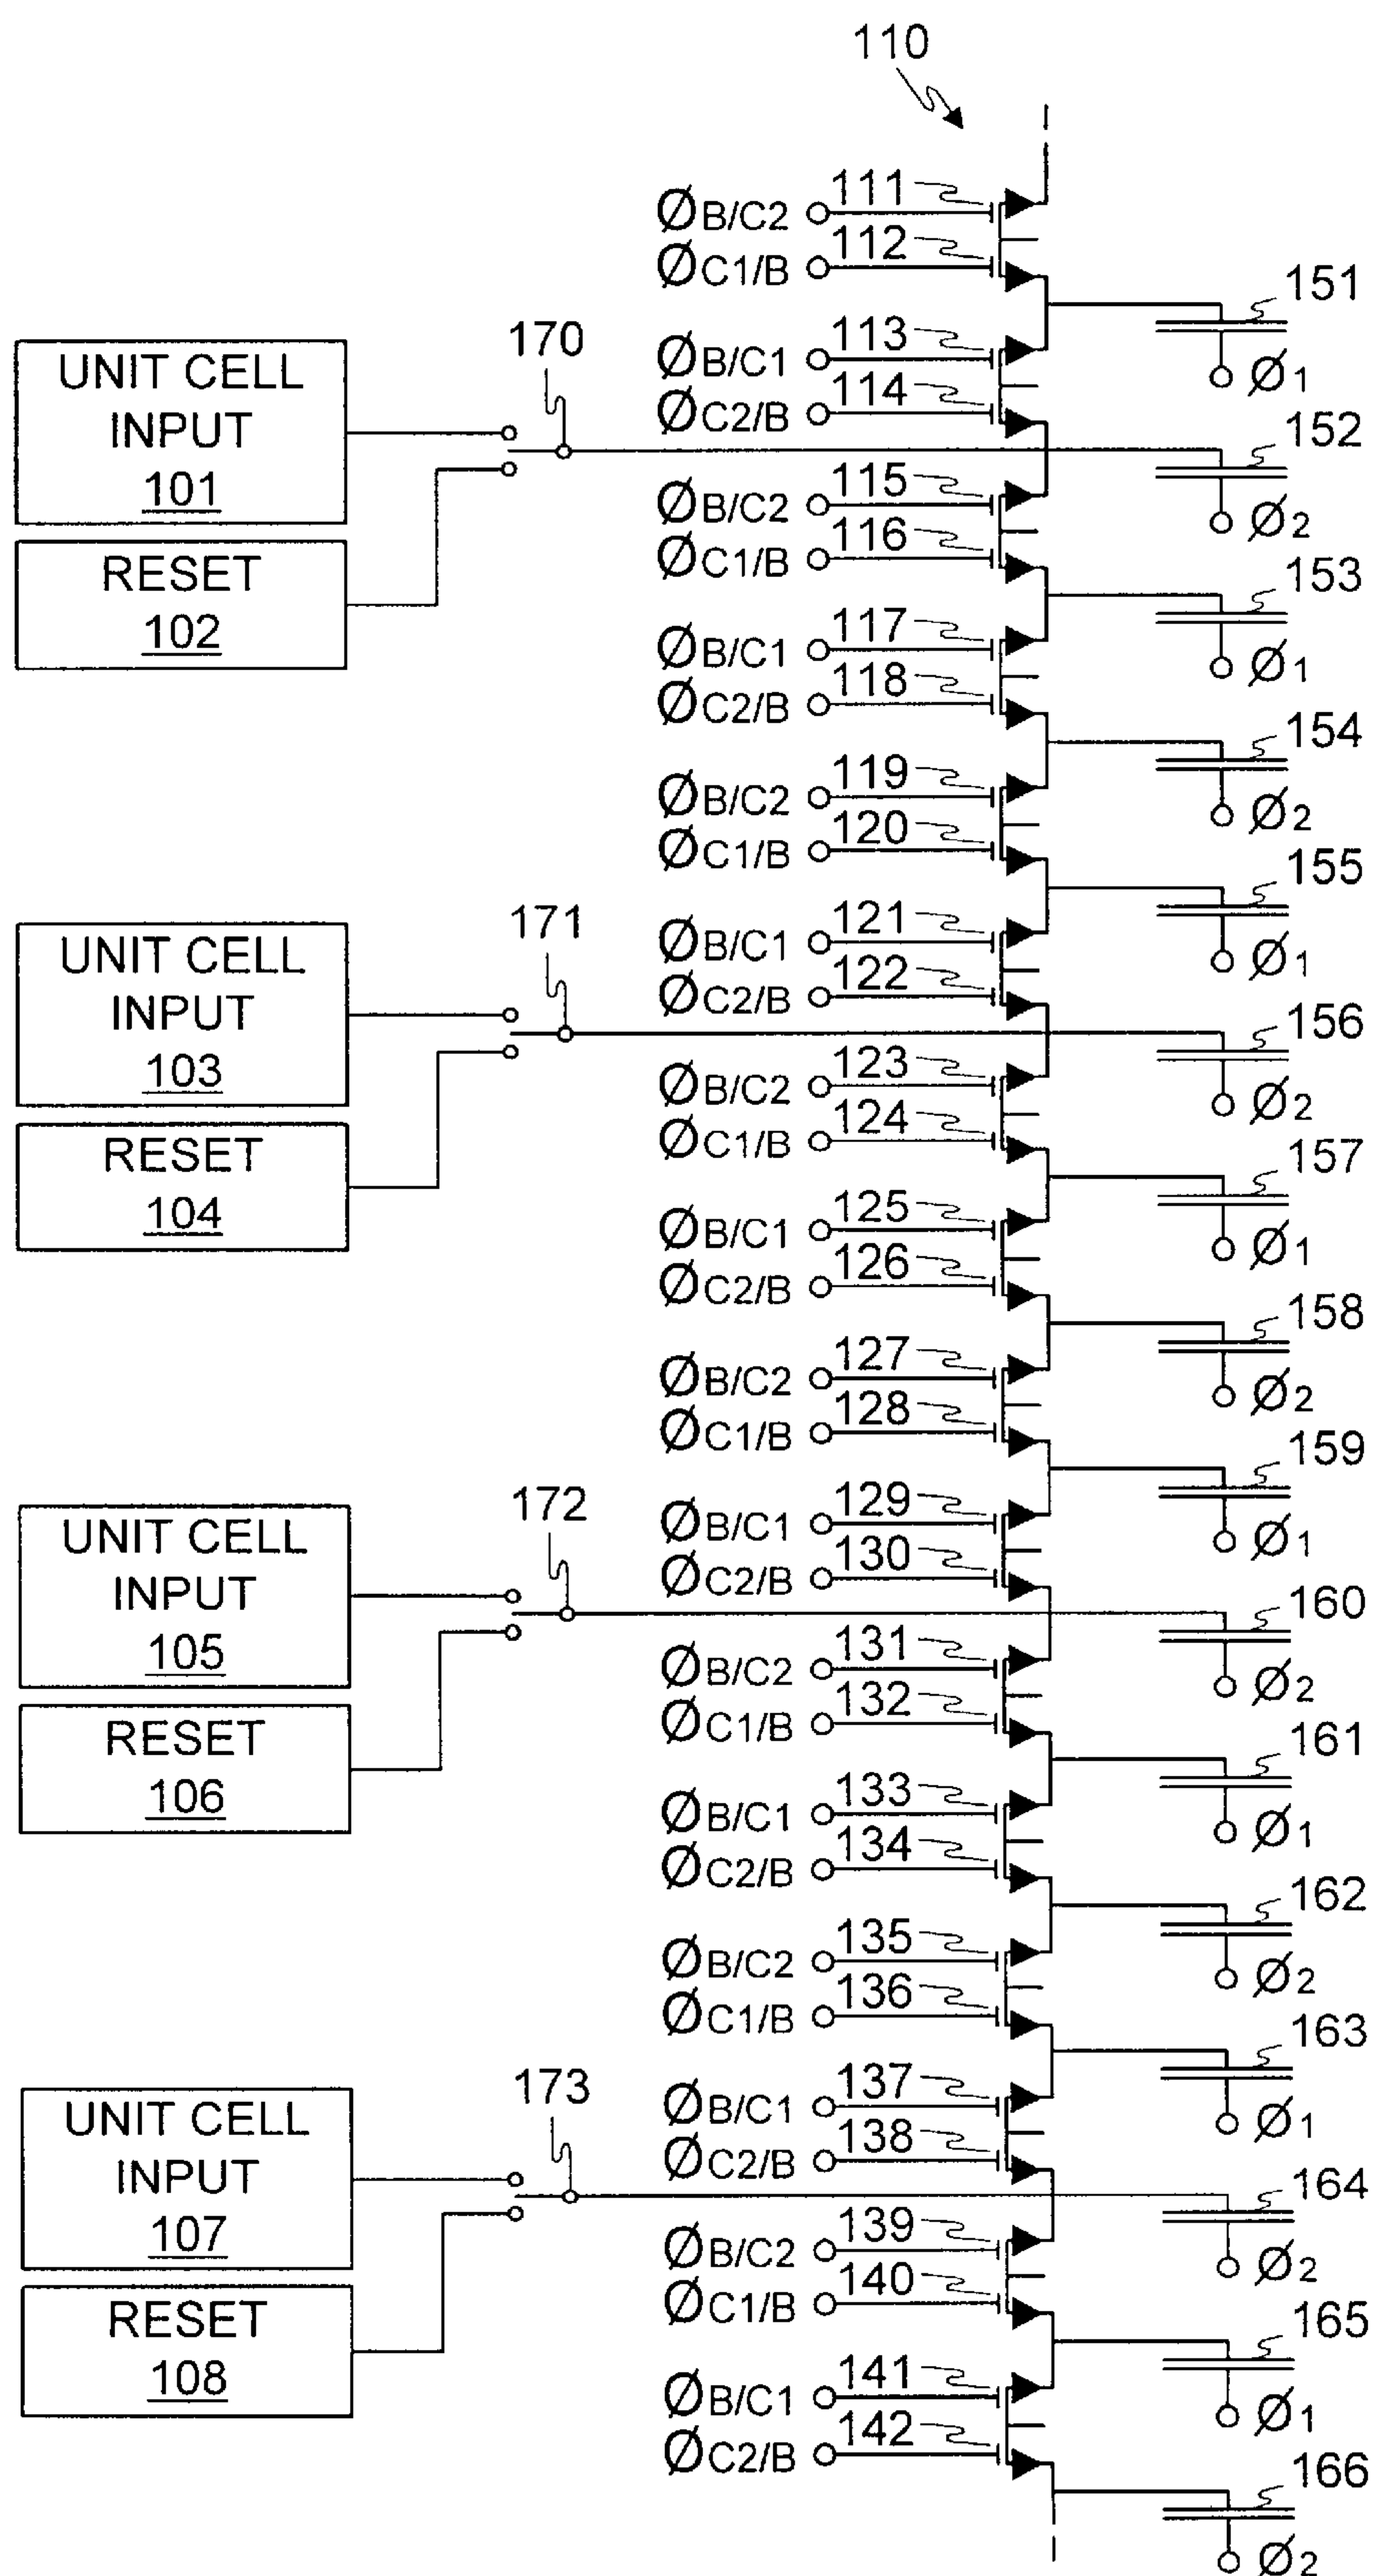 110
ØB/C2 111
ØC1/B 112
151
Ø1
UNIT CELL
INPUT
101
170
ØB/C1 113
ØC2/B 114
152
Ø2
RESET
102
ØB/C2 115
ØC1/B 116
153
Ø1
ØB/C1 117
ØC2/B 118
154
Ø2
ØB/C2 119
ØC1/B 120
155
Ø1
UNIT CELL
INPUT
103
171
ØB/C1 121
ØC2/B 122
156
Ø2
RESET
104
ØB/C2 123
ØC1/B 124
157
Ø1
ØB/C1 125
ØC2/B 126
158
Ø2
ØB/C2 127
ØC1/B 128
159
Ø1
UNIT CELL
INPUT
105
172
ØB/C1 129
ØC2/B 130
160
Ø2
RESET
106
ØB/C2 131
ØC1/B 132
161
Ø1
ØB/C1 133
ØC2/B 134
162
Ø2
ØB/C2 135
ØC1/B 136
163
Ø1
UNIT CELL
INPUT
107
173
ØB/C1 137
ØC2/B 138
164
Ø2
RESET
108
ØB/C2 139
ØC1/B 140
165
Ø1
ØB/C1 141
ØC2/B 142
166
Ø2